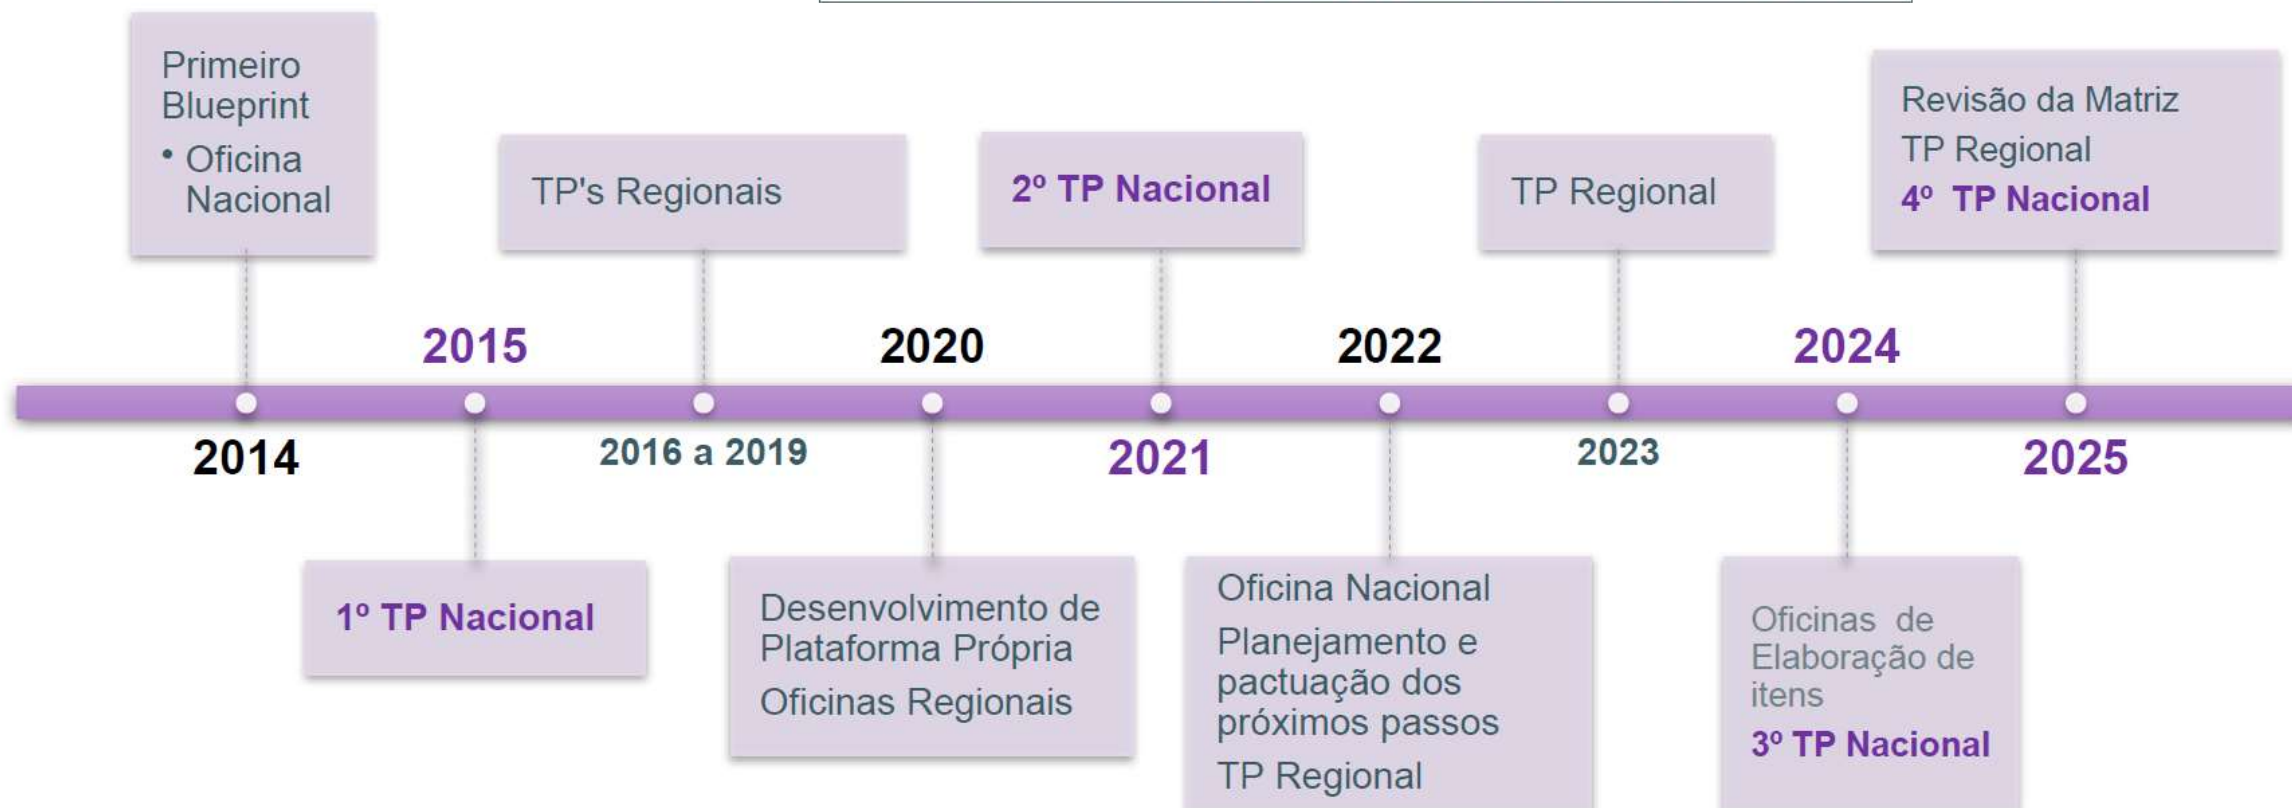 Primeiro
Blueprint
• Oficina
Nacional
TP's Regionais
2º TP Nacional
TP Regional
Revisão da Matriz
TP Regional
4º TP Nacional
2015
2020
2022
2024
2014
2016 a 2019
2021
2023
2025
1º TP Nacional
Desenvolvimento de
Plataforma Própria
Oficinas Regionais
Oficina Nacional
Planejamento e
pactuação dos
próximos passos
TP Regional
Oficinas de
Elaboração de
itens
3º TP Nacional